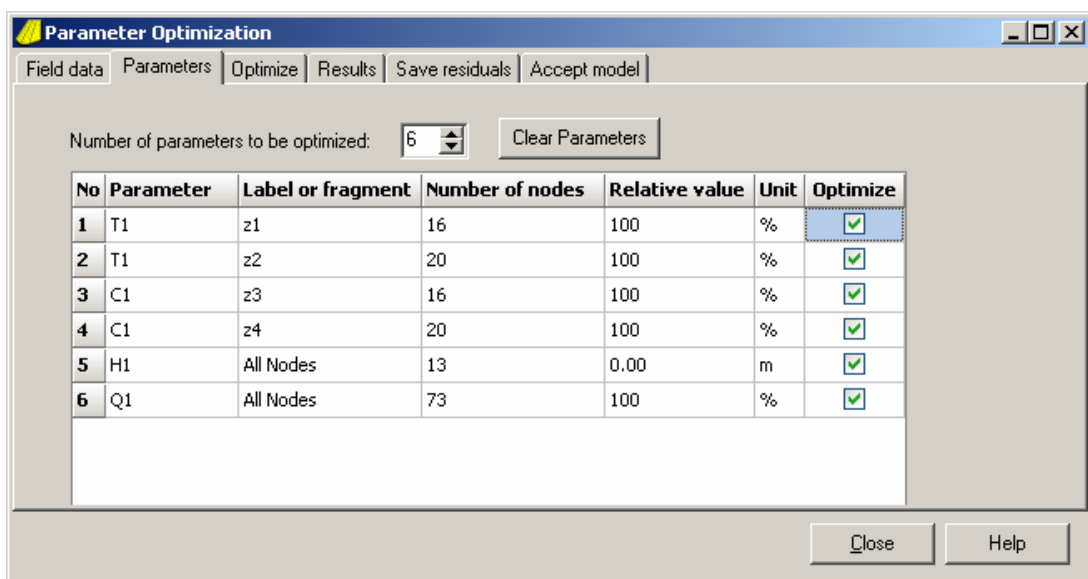 Parameter Optimization
Field data Parameters Optimize Results Save residuals Accept model
Number of parameters to be optimized: 6 Clear Parameters
No Parameter Label or fragment Number of nodes Relative value Unit Optimize
1 T1 z1 16 100 %
2 T1 z2 20 100 %
3 C1 z3 16 100 %
4 C1 z4 20 100 %
5 H1 All Nodes 13 0.00 m
6 Q1 All Nodes 73 100 %
Close Help